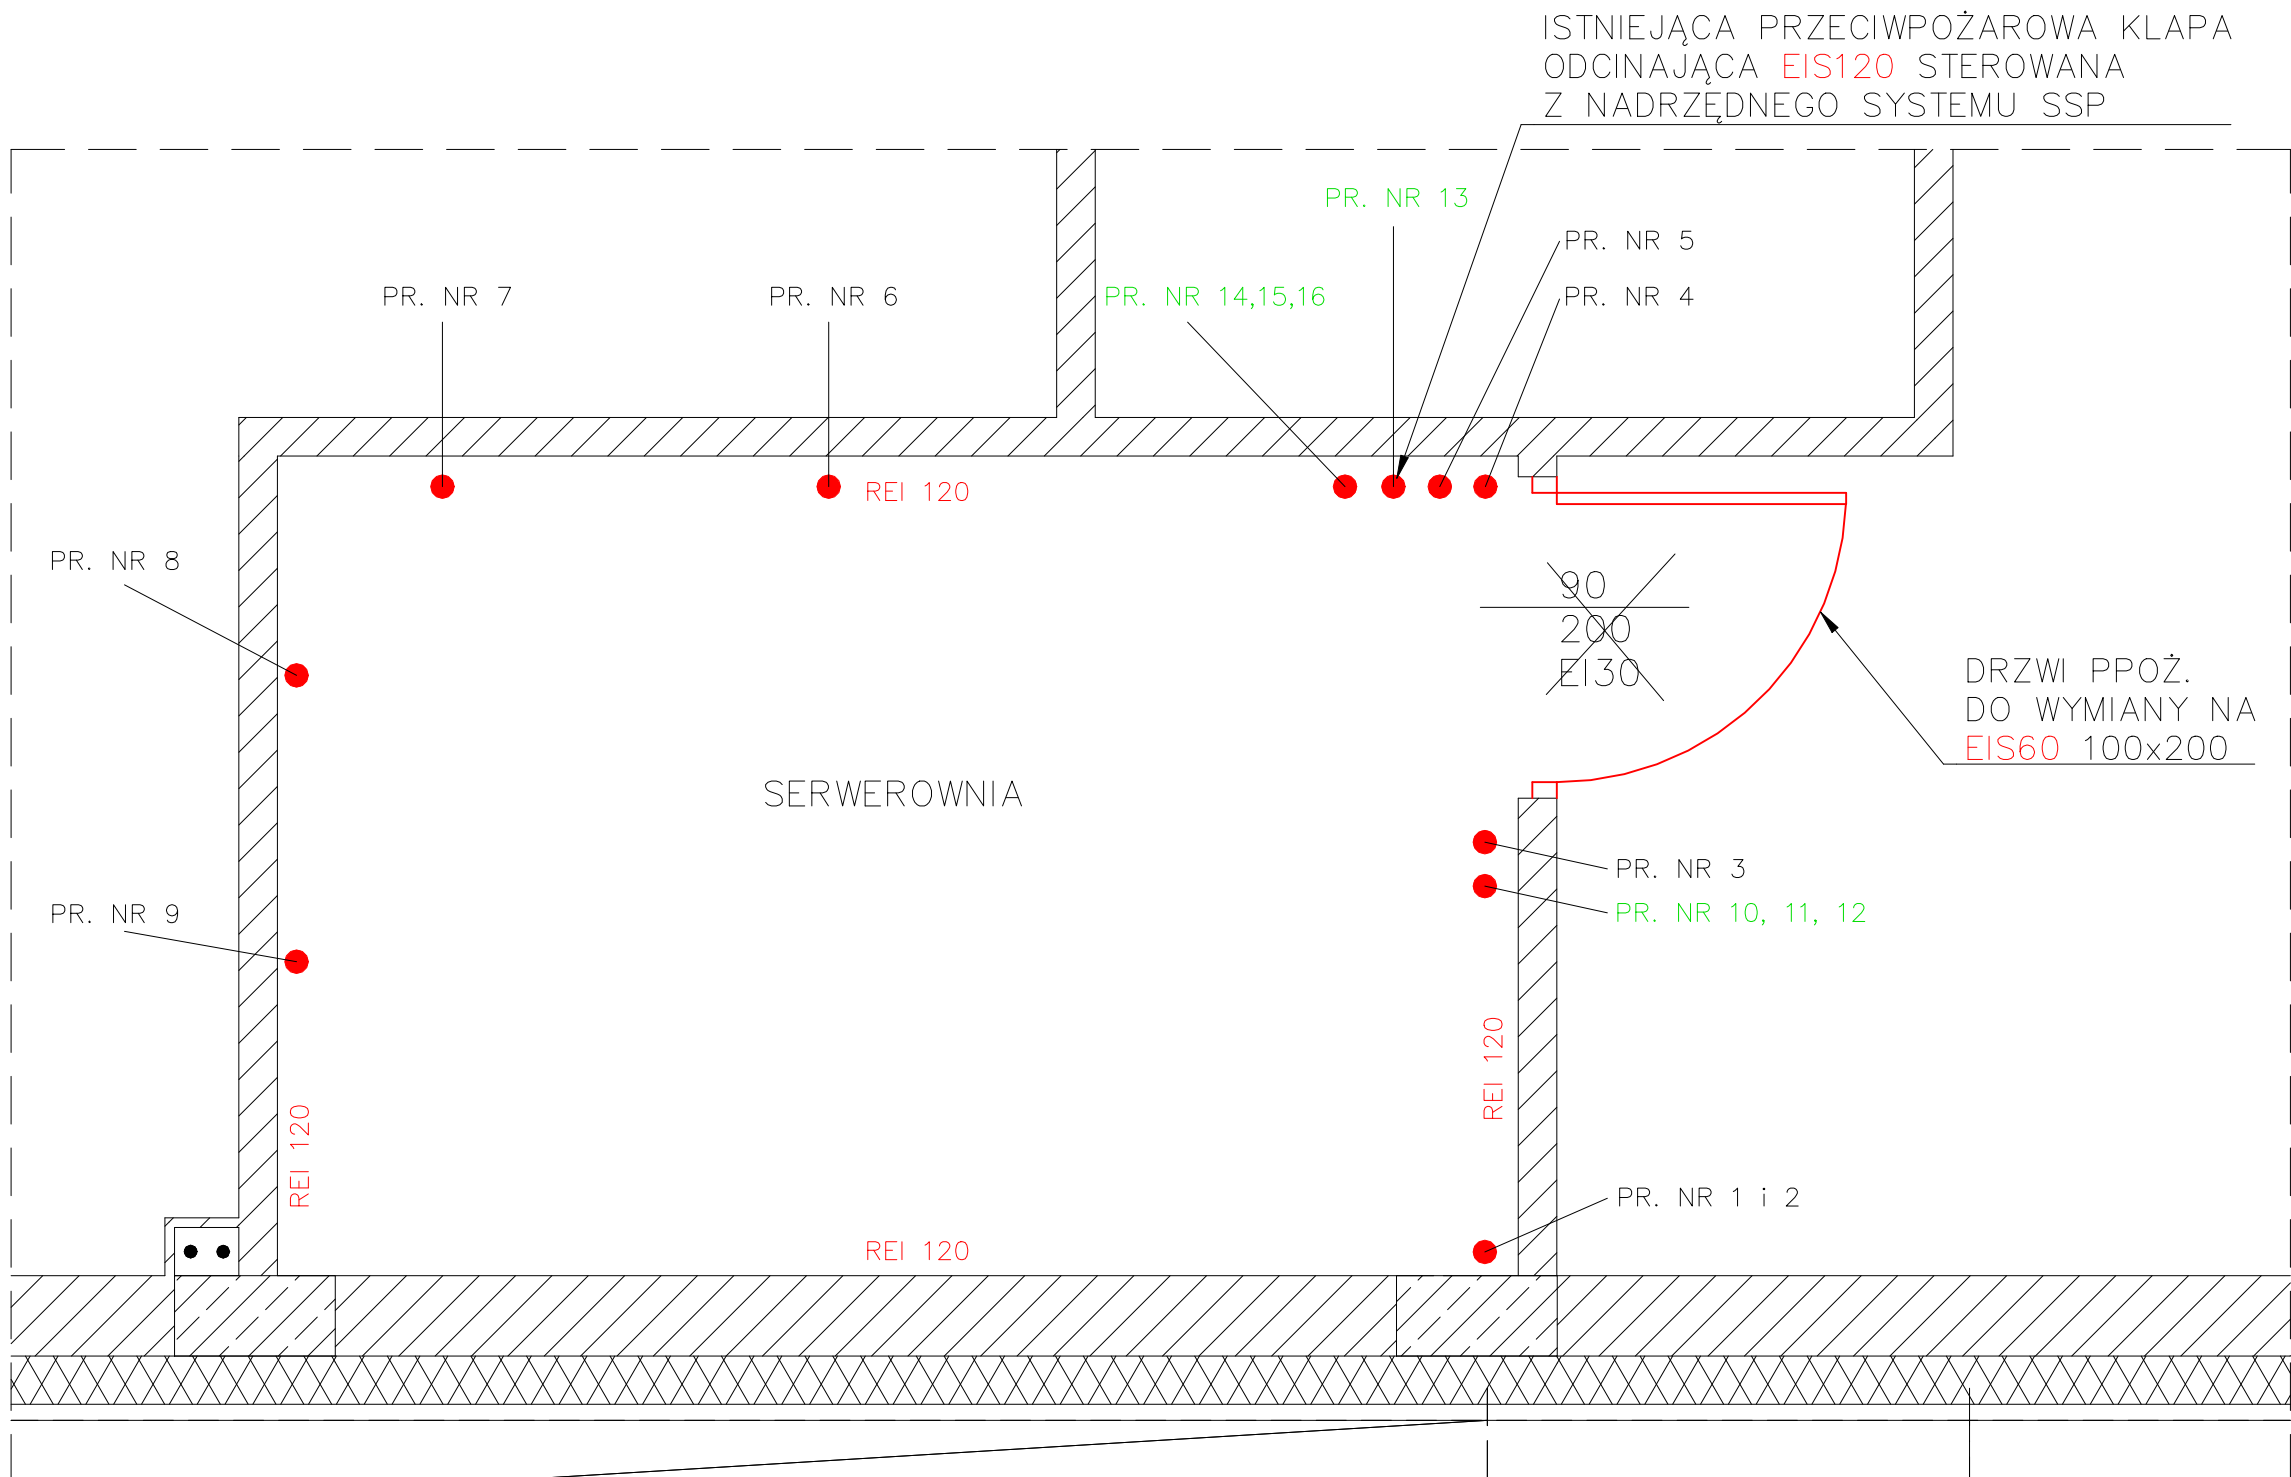 ISTNIEJĄCA PRZECIWPOŻAROWA KLAPA
ODCINAJĄCA EIS120 STEROWANA
Z NADRZĘDNEGO SYSTEMU SSP
PR. NR 13
PR. NR 5
PR. NR 7
PR. NR 6
PR. NR 14,15,16
PR. NR 4
REI 120
PR. NR 8
90
200
EI30
DRZWI PPOŻ.
DO WYMIANY NA
EIS60 100x200
SERWEROWNIA
PR. NR 3
PR. NR 9
PR. NR 10, 11, 12
REI 120
REI 120
PR. NR 1 i 2
REI 120